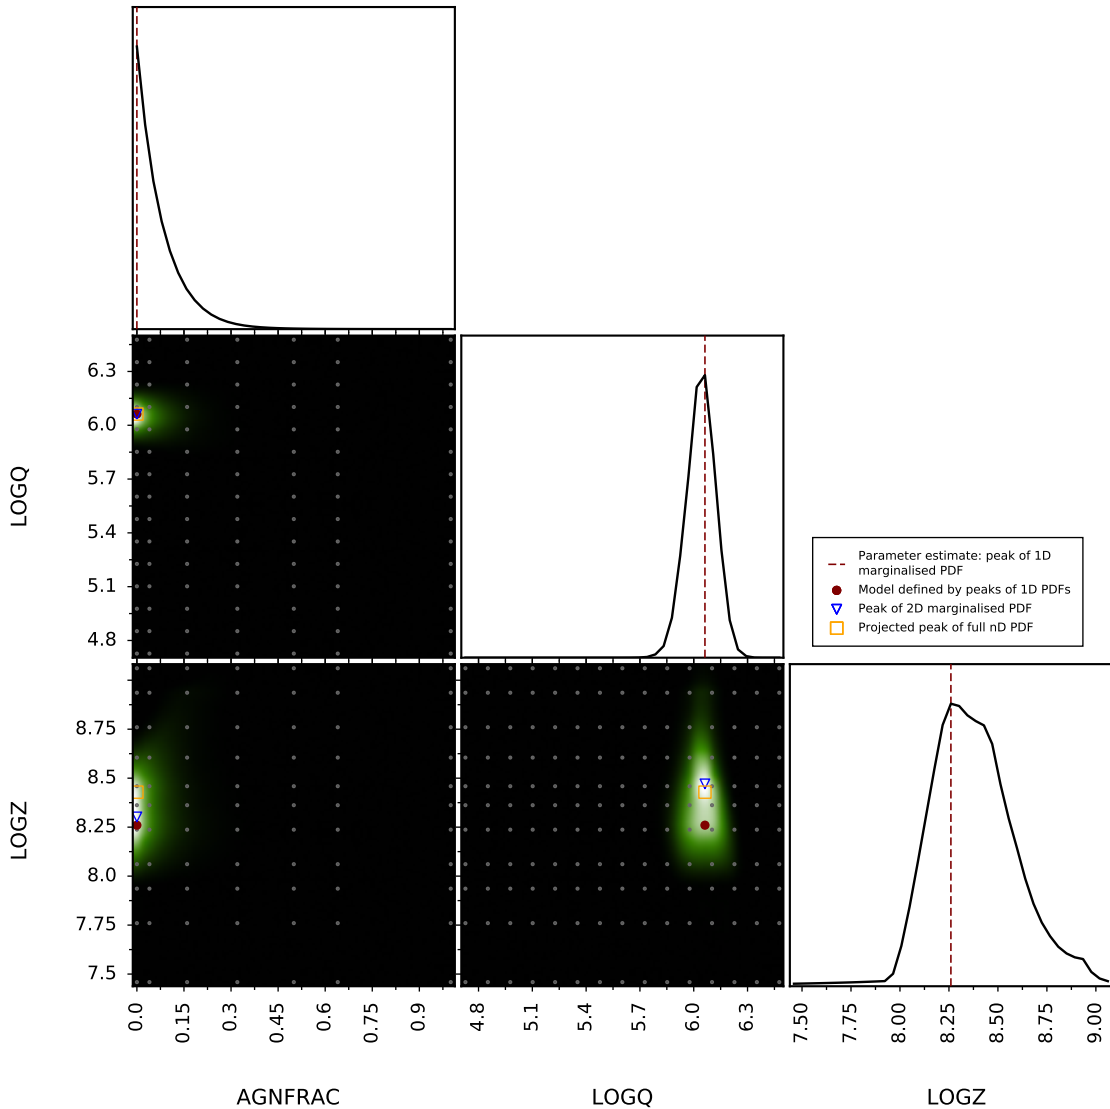 6.3
6.0
5.7
5.4
5.1
4.8
LOGQ
Parameter estimate: peak of 1D
marginalised PDF
Model defined by peaks of 1D PDFs
Peak of 2D marginalised PDF
Projected peak of full nD PDF
8.75
8.5
8.25
8.0
7.75
7.5
LOGZ
0.0 0.15 0.3 0.45 0.6 0.75 0.9
4.8 5.1 5.4 5.7 6.0 6.3
7.50 7.75 8.00 8.25 8.50 8.75 9.00
AGNFRAC
LOGQ
LOGZ